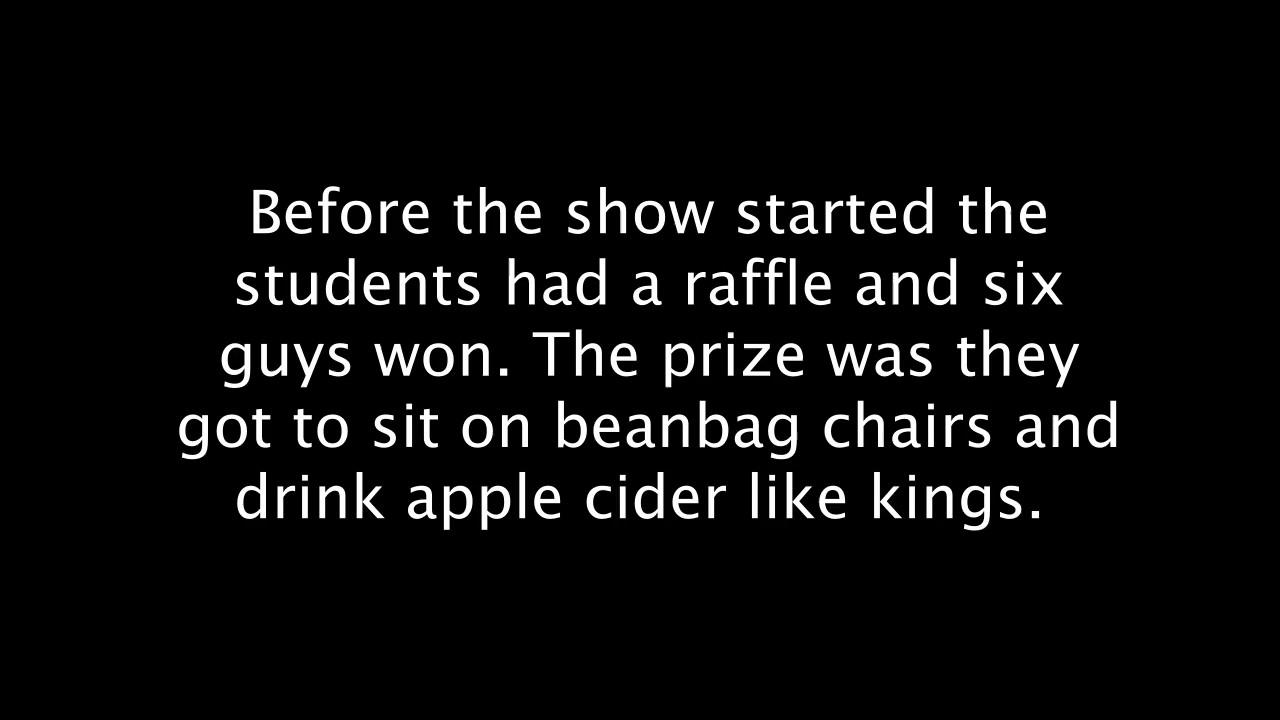 Before the show started the
students had a raffle and six
guys won. The prize was they
got to sit on beanbag chairs and
drink apple cider like kings.